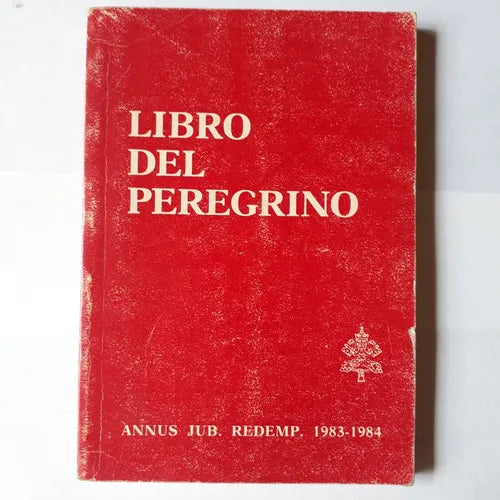 LIBRO
DEL
PEREGRINO
ANNUS JUB. REDEMP. 1983-1984